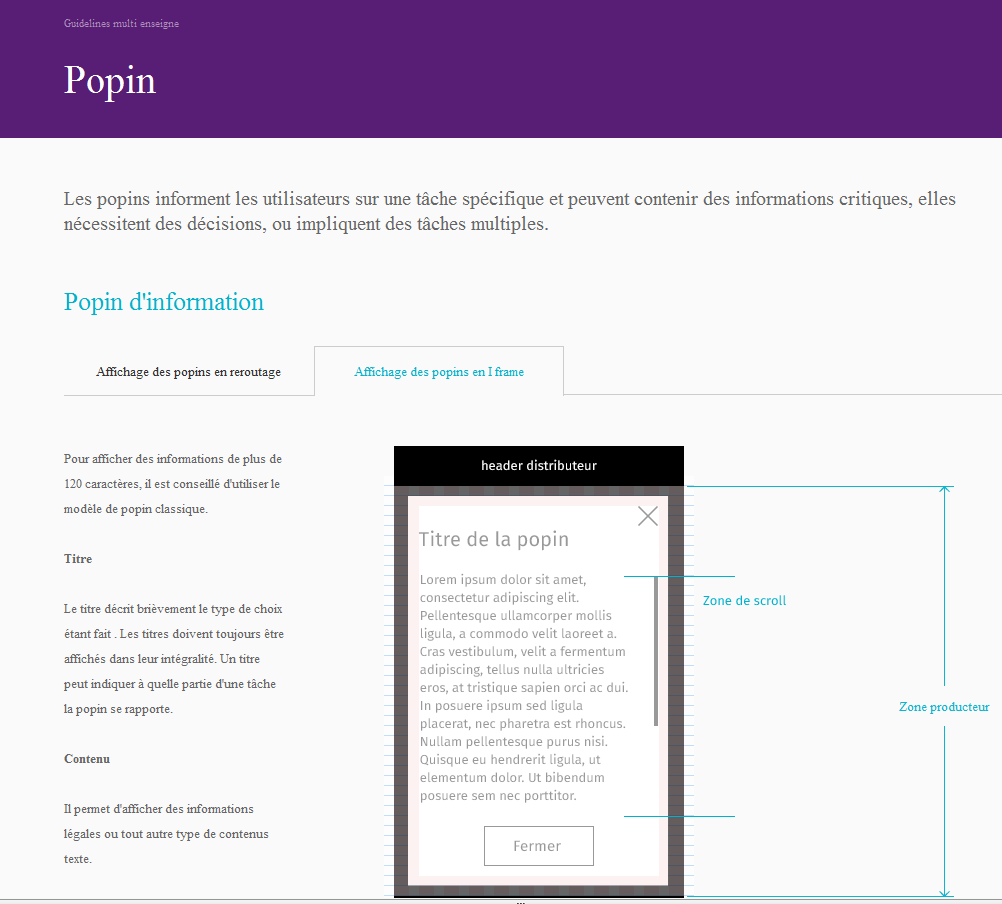 Guidelines multi enseigne
Popin
Les popins informent les utilisateurs sur une tâche spécifique et peuvent contenir des informations critiques, elles
nécessitent des décisions, ou impliquent des tâches multiples.
Popin d'information
Affichage des popins en reroutage
Affichage des popins en I frame
Pour afficher des informations de plus de
120 caractères, il est conseillé d'utiliser le
modèle de popin classique.
Titre
Le titre décrit brièvement le type de choix
étant fait . Les titres doivent toujours être
affichés dans leur intégralité. Un titre
peut indiquer à quelle partie d'une tâche
la popin se rapporte.
Contenu
Il permet d'afficher des informations
légales ou tout autre type de contenus
texte.
header distributeur
Titre de la popin
Lorem ipsum dolor sit amet,
consectetur adipiscing elit.
Pellentesque ullamcorper mollis
ligula, a commodo velit laoreet a.
Cras vestibulum, velit a fermentum
adipiscing, tellus nulla ultricies
eros, at tristique sapien orci ac dui.
In posuere ipsum sed ligula
placerat, nec pharetra est rhoncus.
Nullam pellentesque purus nisi.
Quisque eu hendrerit ligula, ut
elementum dolor. Ut bibendum
posuere sem nec porttitor.
Fermer
Zone de scroll
Zone producteur